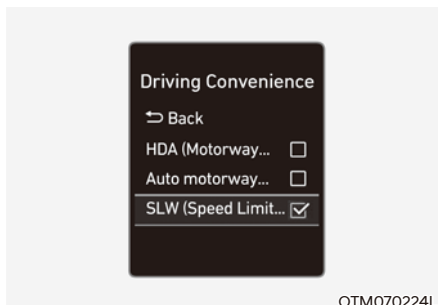 Driving Convenience
Back
HDA (Motorway...
Auto motorway...
SLW (Speed Limit...
OTM070224L